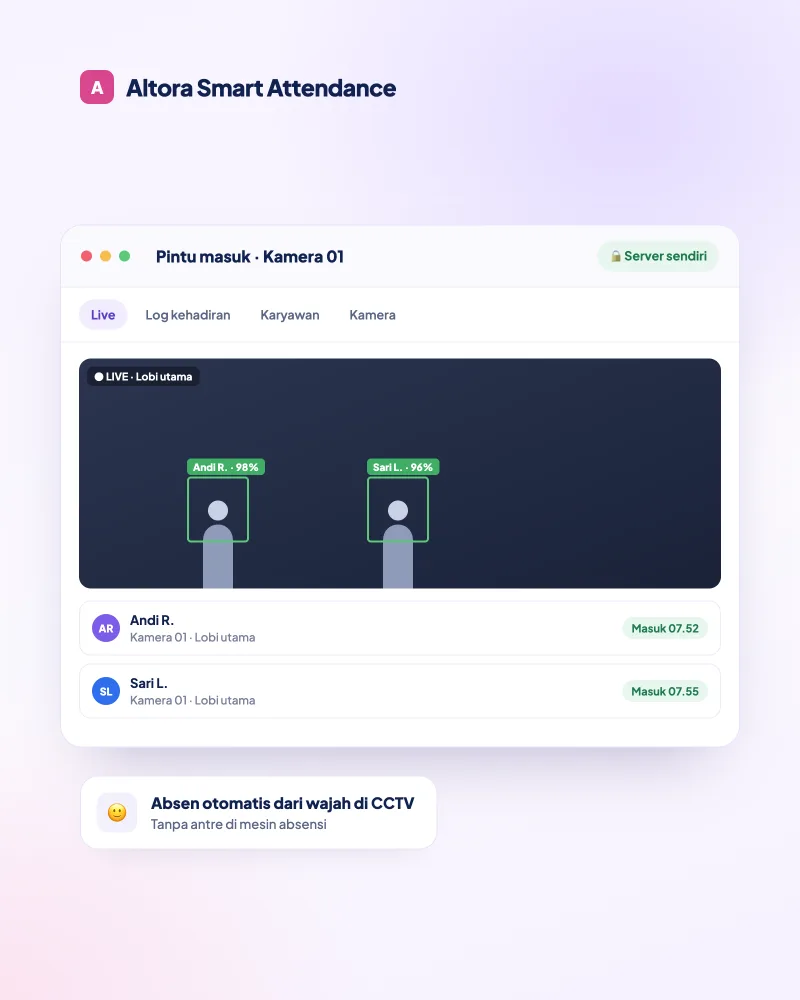 A
Altora Smart Attendance
Pintu masuk · Kamera 01
🔒 Server sendiri
Live
Log kehadiran
Karyawan
Kamera
LIVE · Lobi utama
Andi R. · 98%
Sari L. · 96%
AR
Andi R.
Kamera 01 · Lobi utama
Masuk 07.52
SL
Sari L.
Kamera 01 · Lobi utama
Masuk 07.55
Absen otomatis dari wajah di CCTV
Tanpa antre di mesin absensi